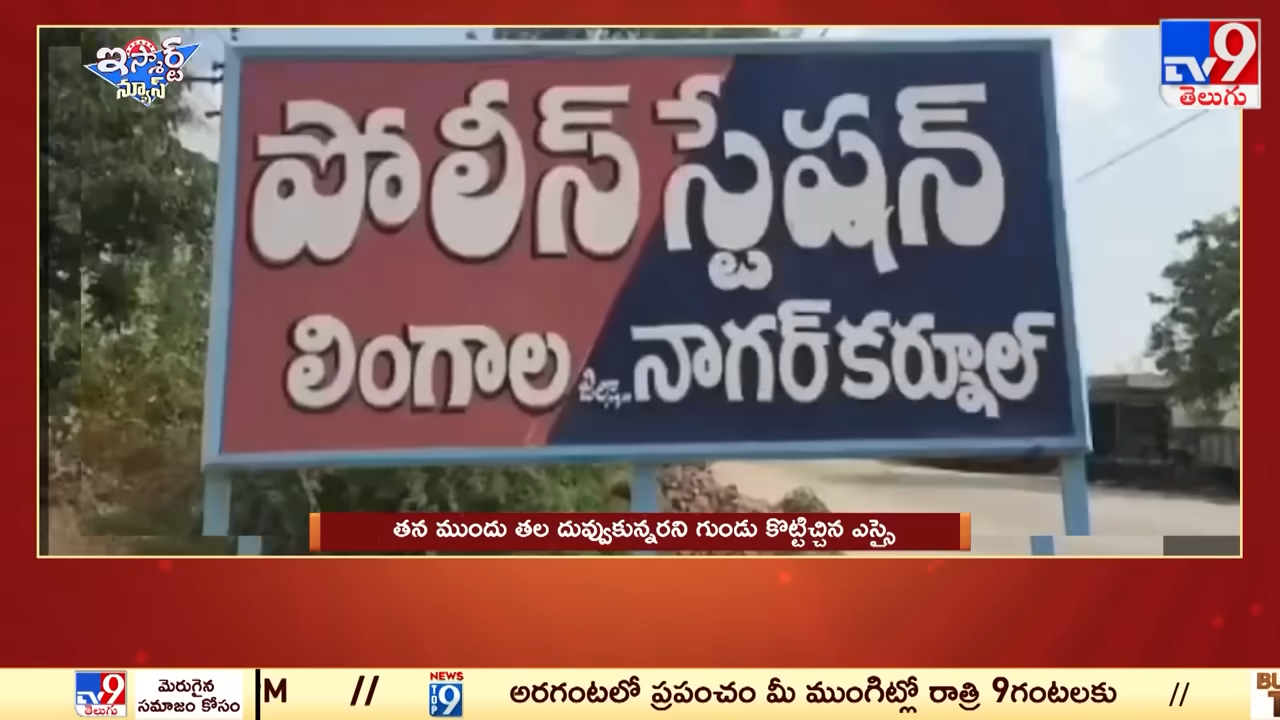 ఇస్మార్ట్
న్యూస్
TV9
తెలుగు
పోలీస్ స్టేషన్
లింగాల జిల్లా.. నాగర్ కర్నూల్
తన ముందు తల దువ్వుకున్నరని గుండు కొట్టిచ్చిన ఎస్సై
TV9
తెలుగు
మెరుగైన
సమాజం కోసం
M //
NEWS
TOP 9
అరగంటలో ప్రపంచం మీ ముంగిట్లో రాత్రి 9గంటలకు //